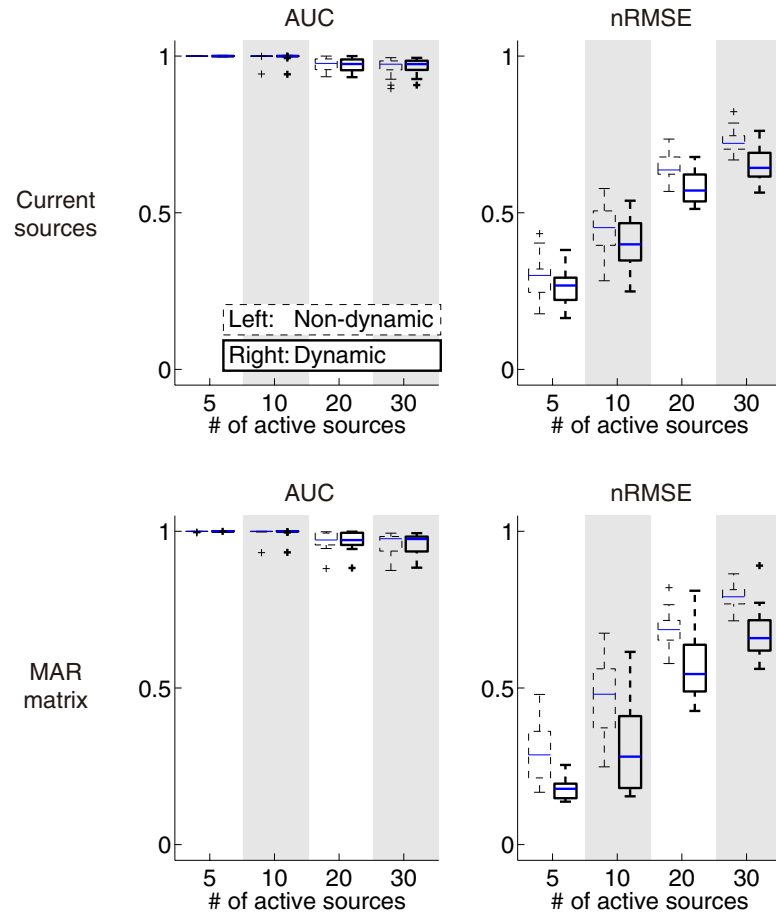 AUC
nRMSE
Current
sources
1
0.5
0
Left: Non-dynamic
Right: Dynamic
5 10 20 30
# of active sources
1
0.5
0
5 10 20 30
# of active sources
AUC
nRMSE
MAR
matrix
1
0.5
0
5 10 20 30
# of active sources
1
0.5
0
5 10 20 30
# of active sources